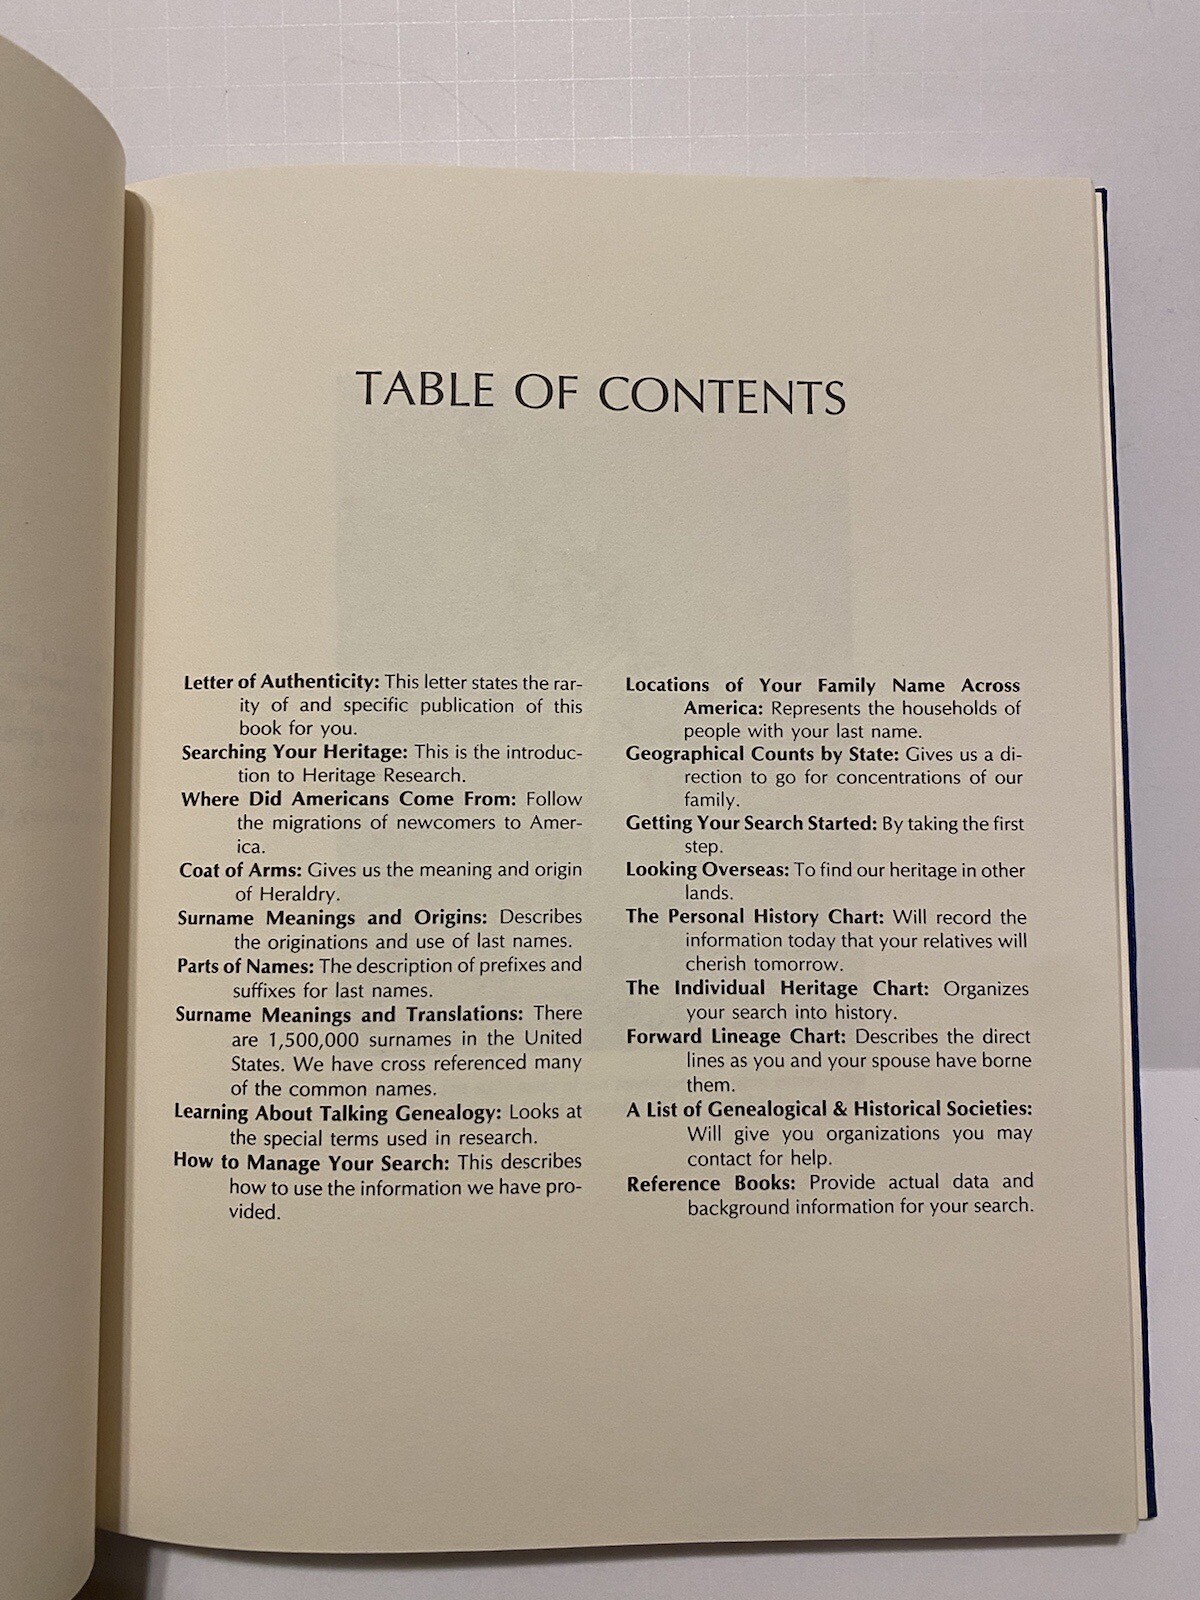 TABLE OF CONTENTS
Letter of Authenticity: This letter states the rar-
ity of and specific publication of this
book for you.
Searching Your Heritage: This is the introduc-
tion to Heritage Research.
Where Did Americans Come From: Follow
the migrations of newcomers to Amer-
ica.
Coat of Arms: Gives us the meaning and origin
of Heraldry.
Surname Meanings and Origins: Describes
the originations and use of last names.
Parts of Names: The description of prefixes and
suffixes for last names.
Surname Meanings and Translations: There
are 1,500,000 surnames in the United
States. We have cross referenced many
of the common names.
Learning About Talking Genealogy: Looks at
the special terms used in research.
How to Manage Your Search: This describes
how to use the information we have pro-
vided.
Locations of Your Family Name Across
America: Represents the households of
people with your last name.
Geographical Counts by State: Gives us a di-
rection to go for concentrations of our
family.
Getting Your Search Started: By taking the first
step.
Looking Overseas: To find our heritage in other
lands.
The Personal History Chart: Will record the
information today that your relatives will
cherish tomorrow.
The Individual Heritage Chart: Organizes
your search into history.
Forward Lineage Chart: Describes the direct
lines as you and your spouse have borne
them.
A List of Genealogical & Historical Societies:
Will give you organizations you may
contact for help.
Reference Books: Provide actual data and
background information for your search.